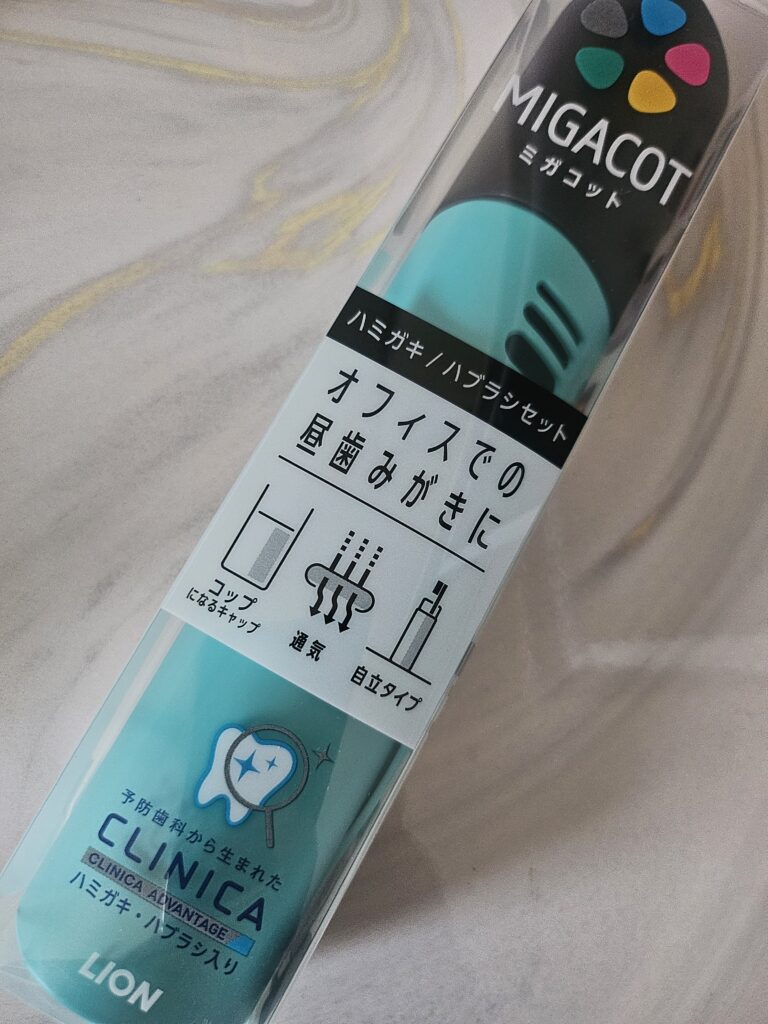 MIGACOT
ミガコット
ハミガキ/ハブラシセット
オフィスでの
昼歯みがきに
コップ
になるキャップ
通気
自立タイプ
予防歯科から生まれた
CLINICA
CLINICA ADVANTAGE
ハミガキ・ハブラシ入り
LION